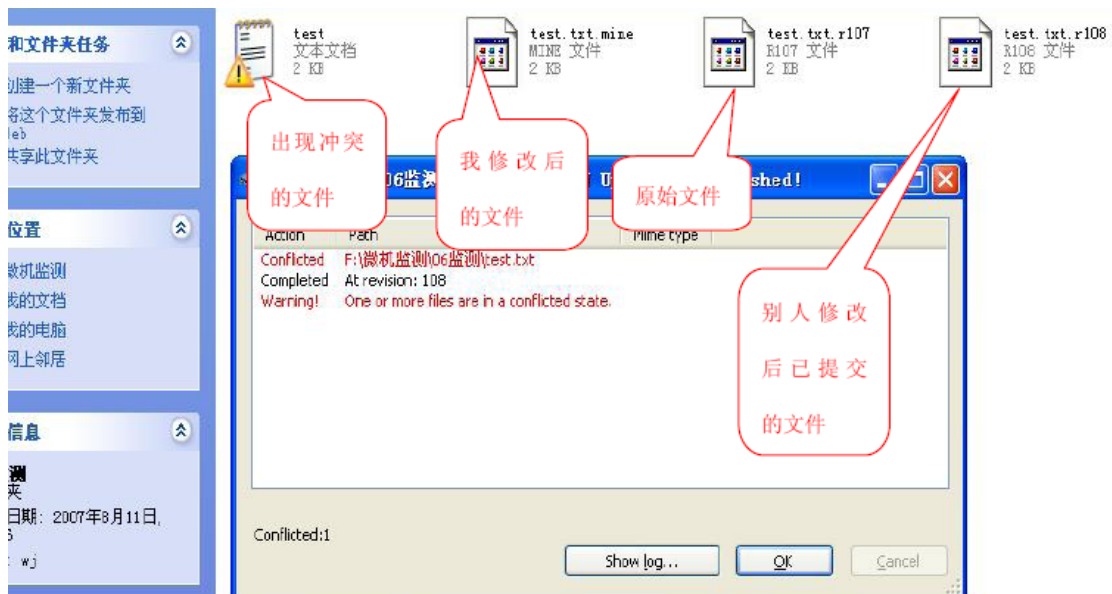 test
文本文档
2 KB
test.txt.mine
MINE 文件
2 KB
test.txt.r107
R107 文件
2 KB
test.txt.r108
R108 文件
2 KB
和文件夹任务
创建一个新文件夹
将这个文件夹发布到
Web
共享此文件夹
出现冲突
的文件
我修改后
的文件
原始文件
别人修改
后已提交
的文件
06监测
shed!
位置
微机监测
我的文档
我的电脑
网上邻居
Action Path Mime type
Conflicted F:\微机监测\06监测\test.txt
Completed At revision: 108
Warning! One or more files are in a conflicted state.
信息
测
夹
日期: 2007年8月11日,
: wj
Conflicted:1
Show log...
OK
Cancel